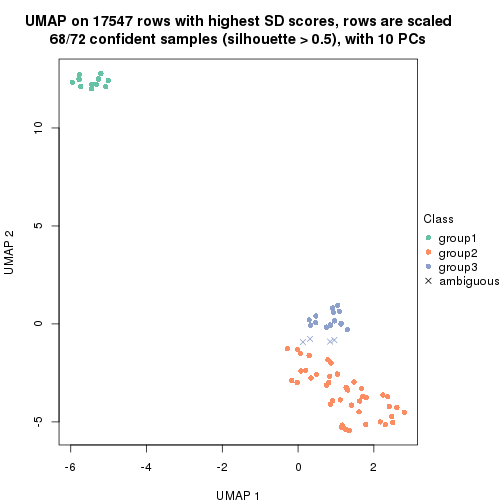 UMAP on 17547 rows with highest SD scores, rows are scaled
68/72 confident samples (silhouette > 0.5), with 10 PCs
UMAP 2
10
5
0
-5
-6
-4
-2
0
2
UMAP 1
Class
group1
group2
group3
ambiguous